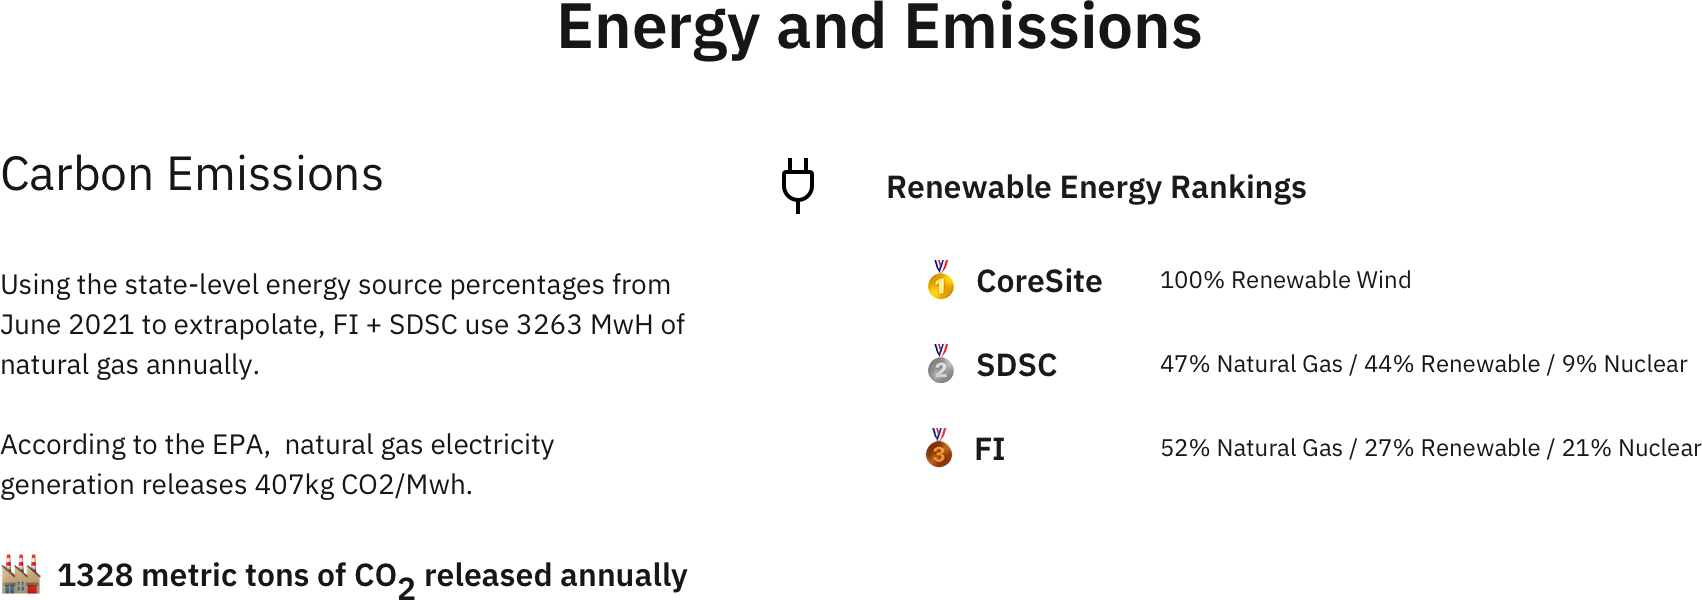 Energy and Emissions
Carbon Emissions
Using the state-level energy source percentages from
June 2021 to extrapolate, FI + SDSC use 3263 MwH of
natural gas annually.
According to the EPA,  natural gas electricity
generation releases 407kg CO2/Mwh.
1328 metric tons of CO2 released annually
Renewable Energy Rankings
1 CoreSite 100% Renewable Wind
2 SDSC 47% Natural Gas / 44% Renewable / 9% Nuclear
3 FI 52% Natural Gas / 27% Renewable / 21% Nuclear